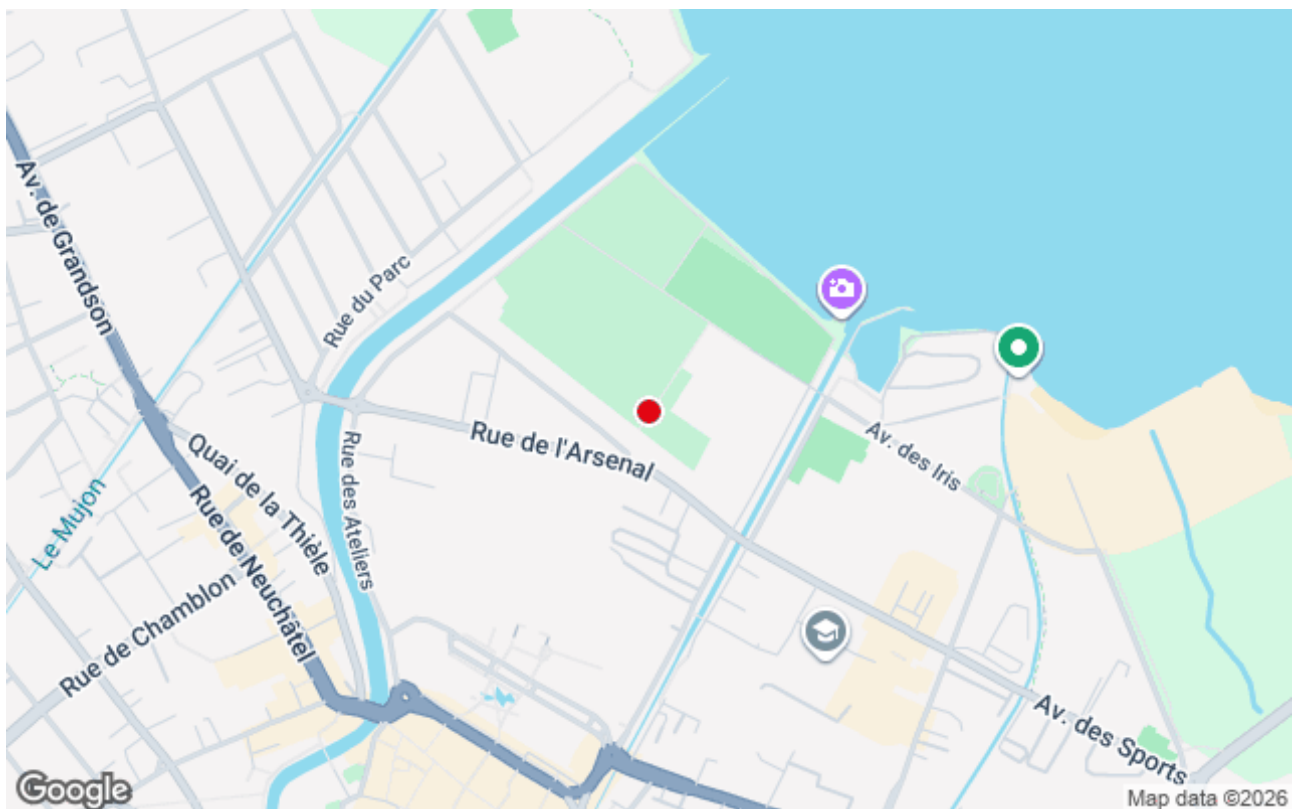 Av. de Grandson
Rue du Parc
Rue de l'Arsenal
Av. des Iris
Quai de la Thièle
Rue des Ateliers
Le Mujon
Rue de Neuchâtel
Rue de Chamblon
Av. des Sports
Google
Map data ©2026